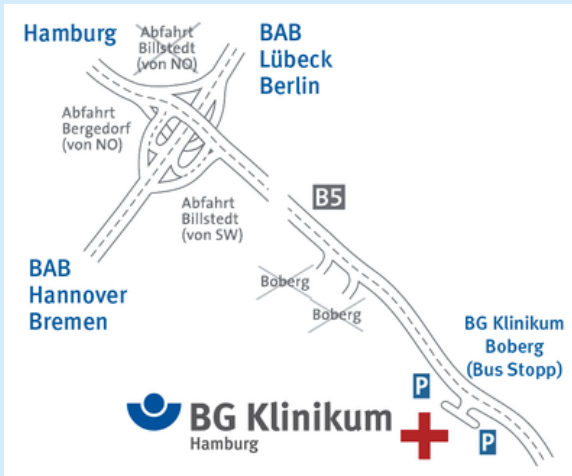 Hamburg
Abfahrt
Billstedt
(von NO)
BAB
Lübeck
Berlin
Abfahrt
Bergedorf
(von NO)
Abfahrt
Billstedt
(von SW)
B5
BAB
Hannover
Bremen
Boberg
Boberg
BG Klinikum
Boberg
(Bus Stopp)
P
P
BG Klinikum
Hamburg